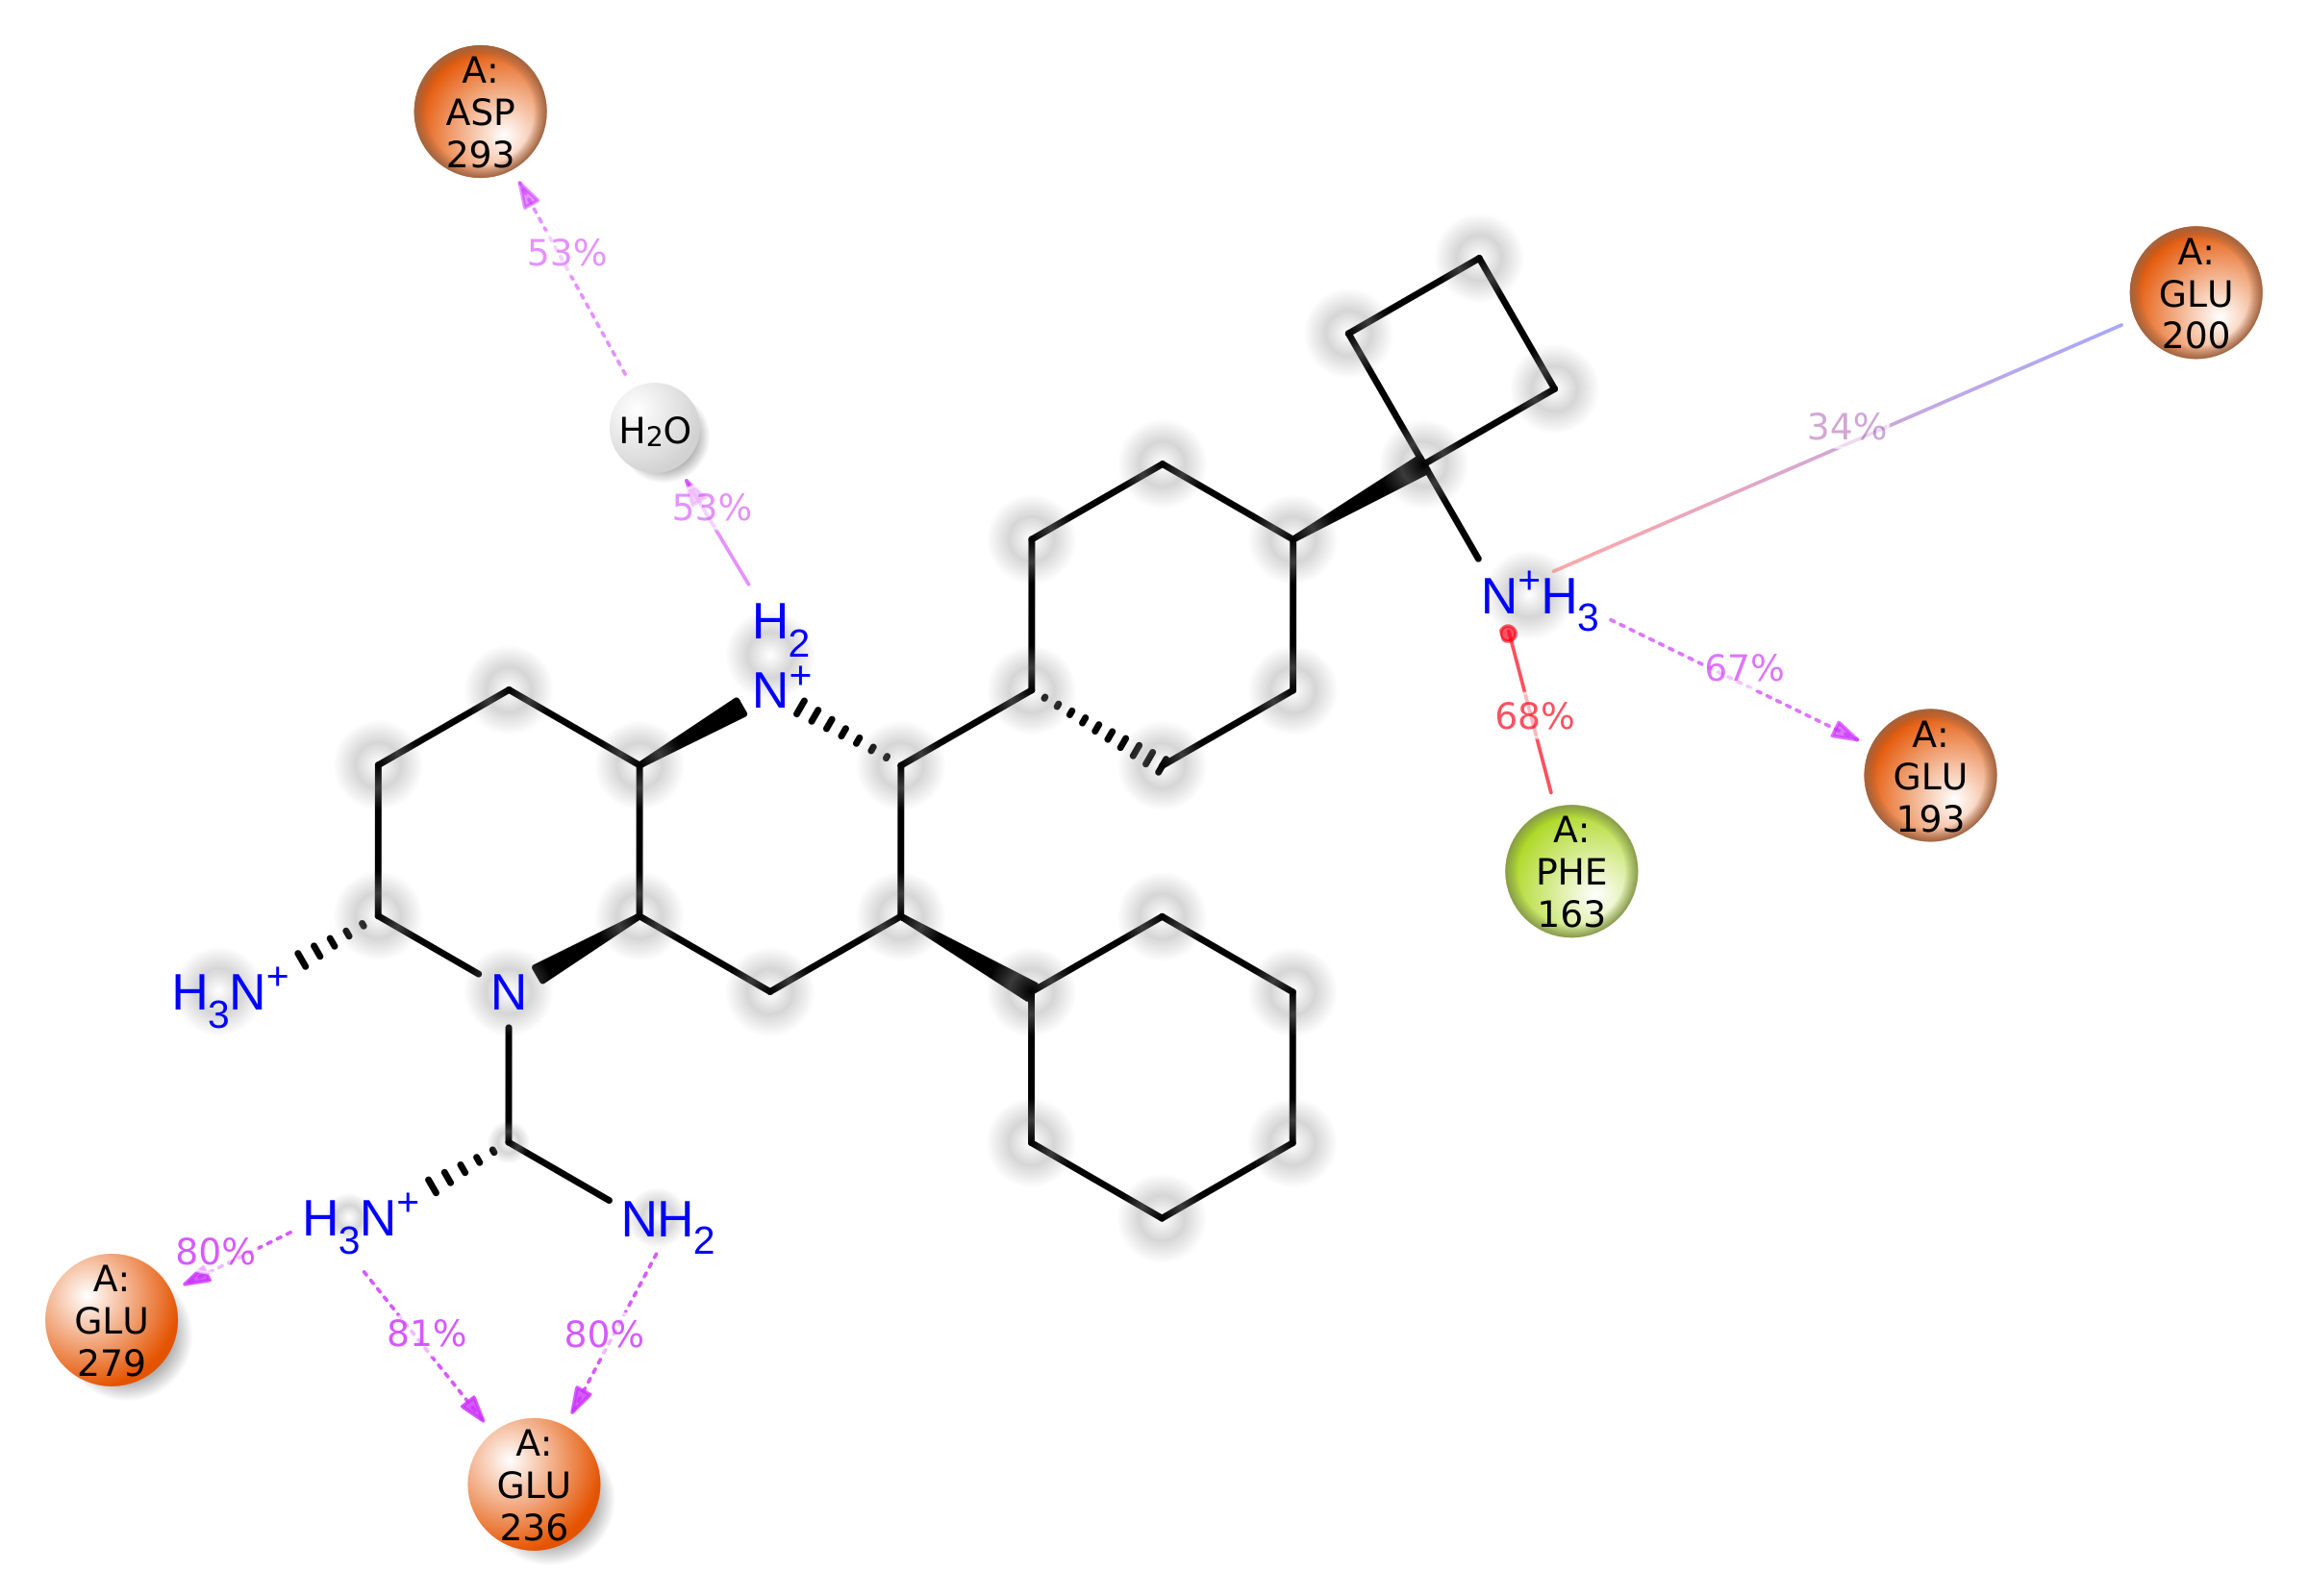 A:
ASP
293
53%
A:
GLU
200
H₂O
34%
53%
N⁺H₃
H₂
N⁺
67%
68%
A:
GLU
193
A:
PHE
163
H₃N⁺
N
H₃N⁺
NH₂
80%
A:
GLU
279
81%
80%
A:
GLU
236